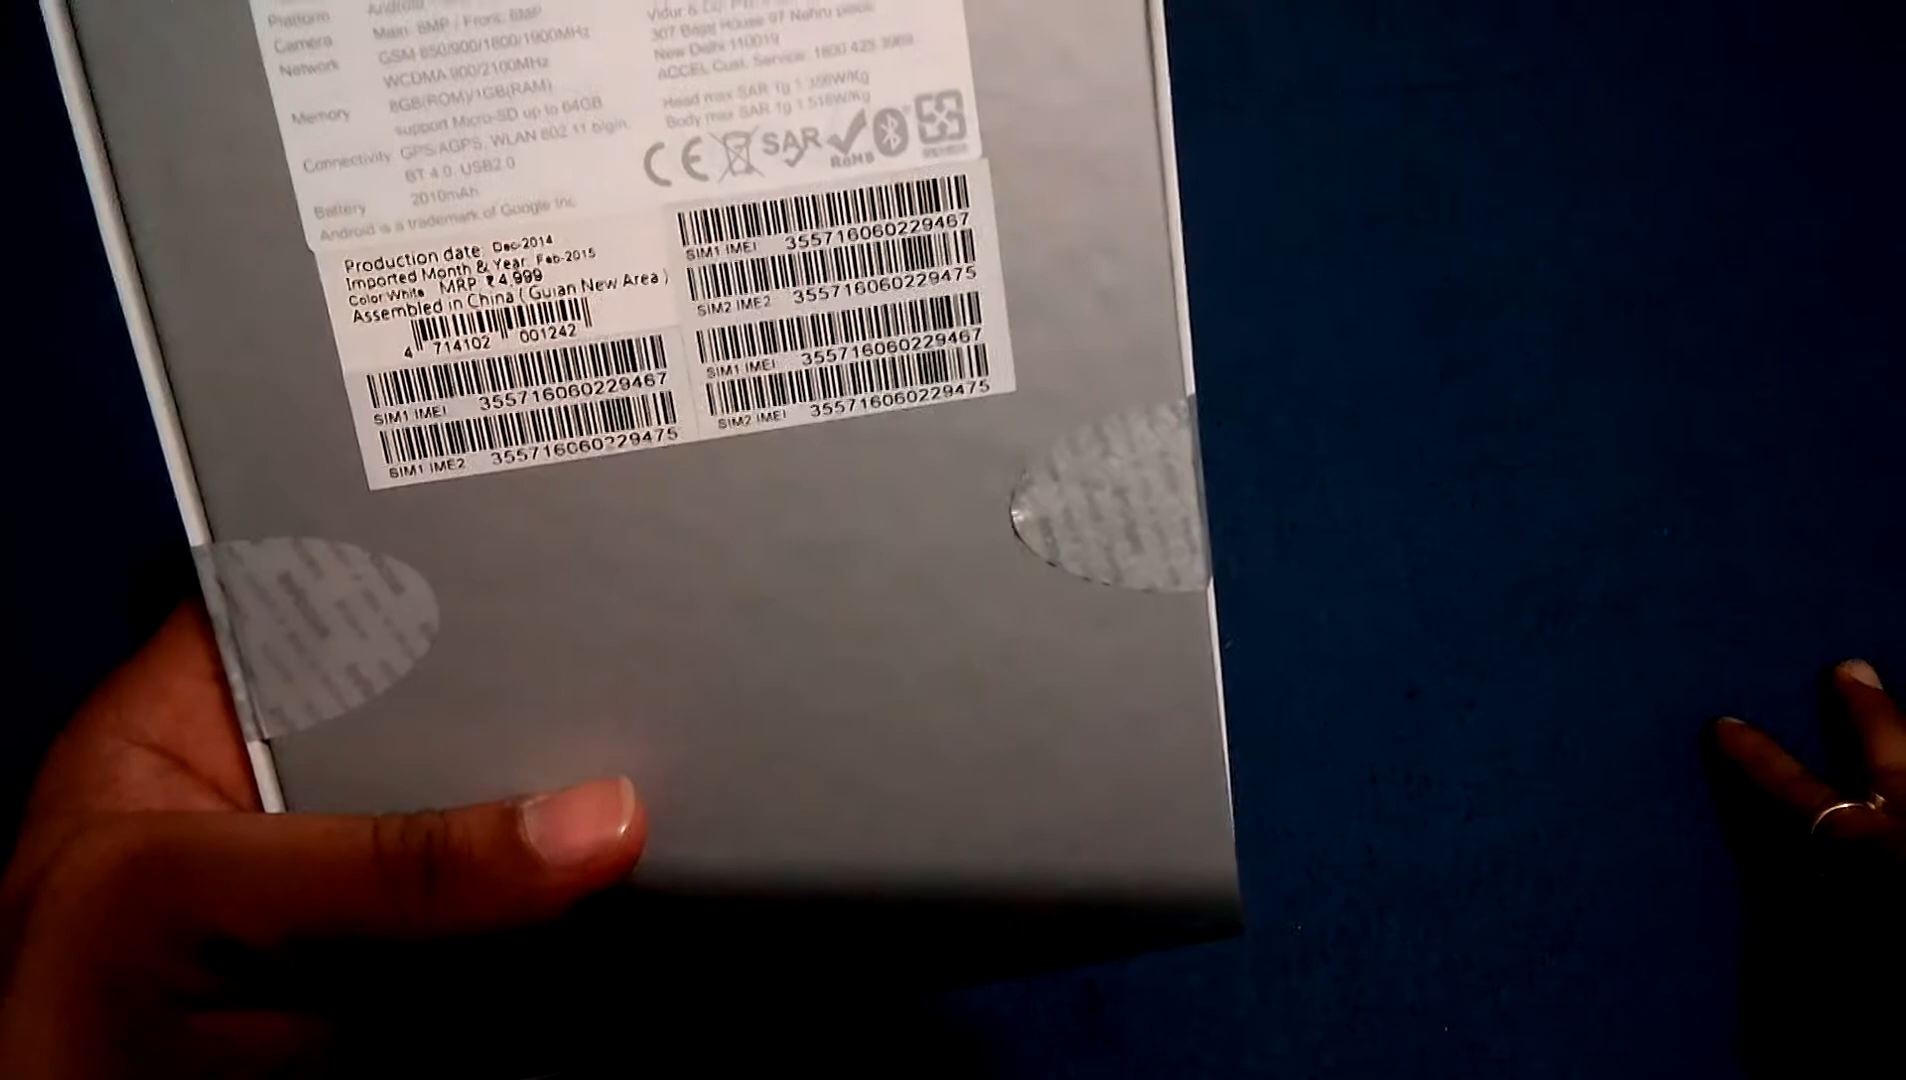 Platform Android
Camera Main: 8MP / Front: 5MP
Network GSM 850/900/1800/1900MHz
WCDMA 900/2100MHz
Memory 8GB(ROM)/1GB(RAM)
support Micro-SD up to 64GB
Connectivity GPS/AGPS, WLAN 802.11 b/g/n,
BT 4.0, USB2.0
Battery 2010mAh
Android is a trademark of Google Inc.
307 House 97 Nehru place
New Delhi 110019
ACCEL Cust. Service: 1800 425
Head max SAR 1g 1.356W/Kg
Body max SAR 1g 1.516W/Kg
CE SAR RoHS
Production date: Dec-2014
Imported Month & Year: Feb-2015
Color:White MRP: ₹4,999
Assembled in China ( Guian New Area )
4 714102 001242
SIM1 IMEI 355716060229467
SIM1 IME2 355716060229475
SIM1 IMEI 355716060229467
SIM2 IME2 355716060229475
SIM1 IMEI 355716060229467
SIM2 IMEI 355716060229475